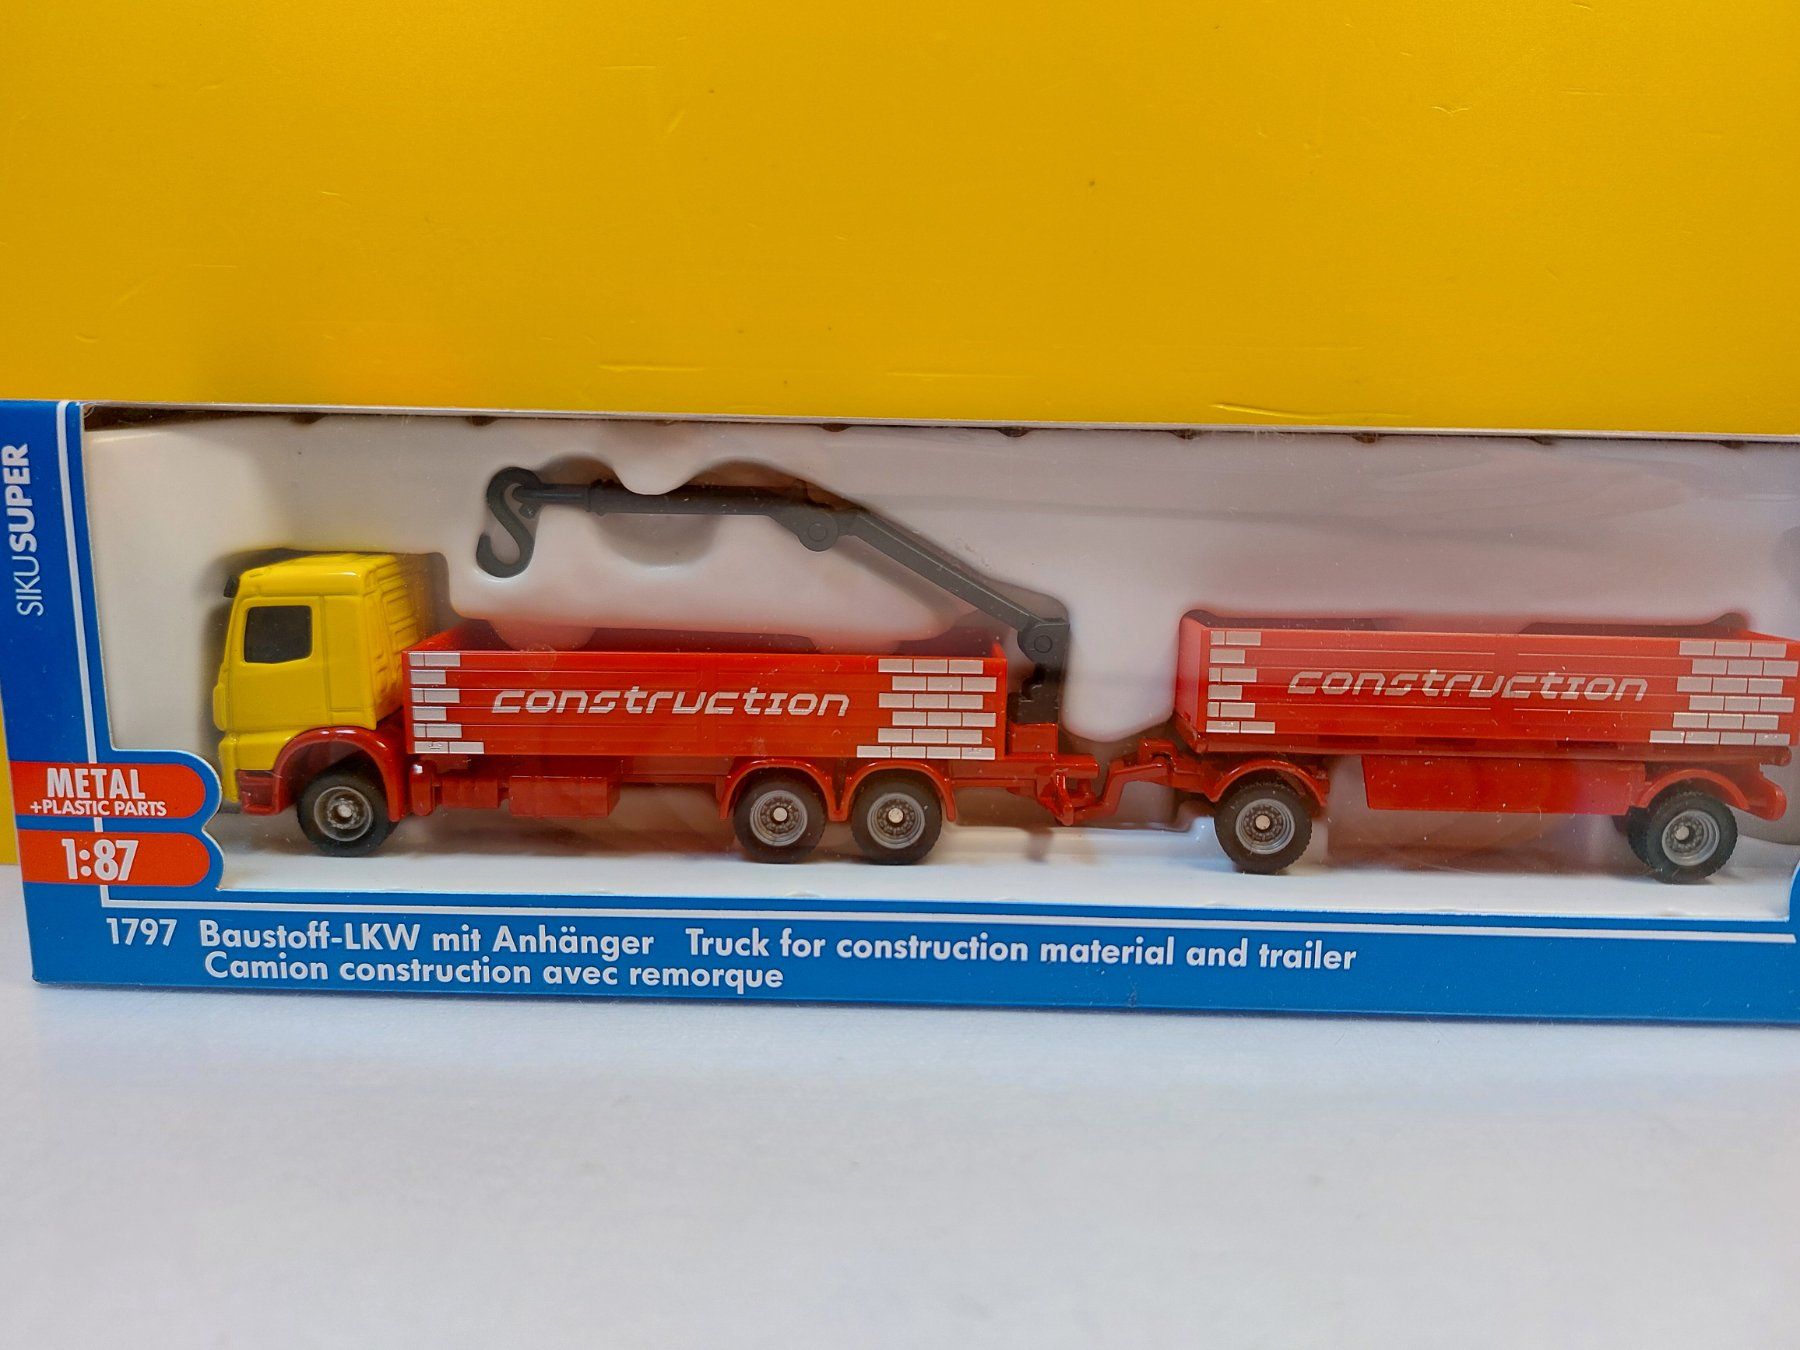 SIKUSUPER
construction
construction
METAL
+PLASTIC PARTS
1:87
1797 Baustoff-LKW mit Anhänger Truck for construction material and trailer
Camion construction avec remorque